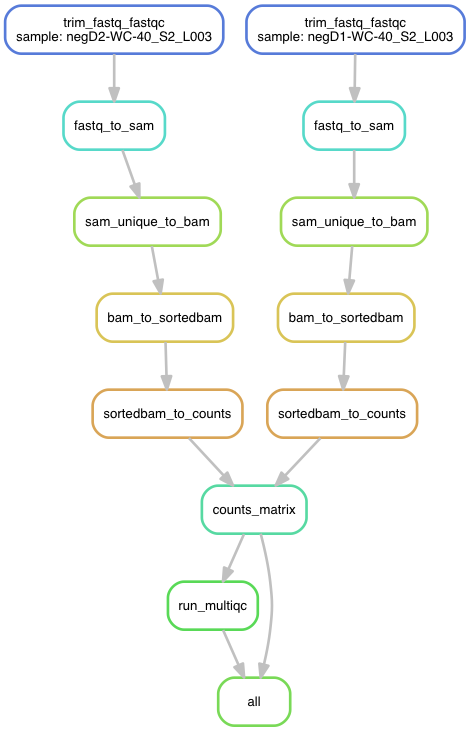 trim_fastq_fastqc
sample: negD2-WC-40_S2_L003
trim_fastq_fastqc
sample: negD1-WC-40_S2_L003
fastq_to_sam
fastq_to_sam
sam_unique_to_bam
sam_unique_to_bam
bam_to_sortedbam
bam_to_sortedbam
sortedbam_to_counts
sortedbam_to_counts
counts_matrix
run_multiqc
all